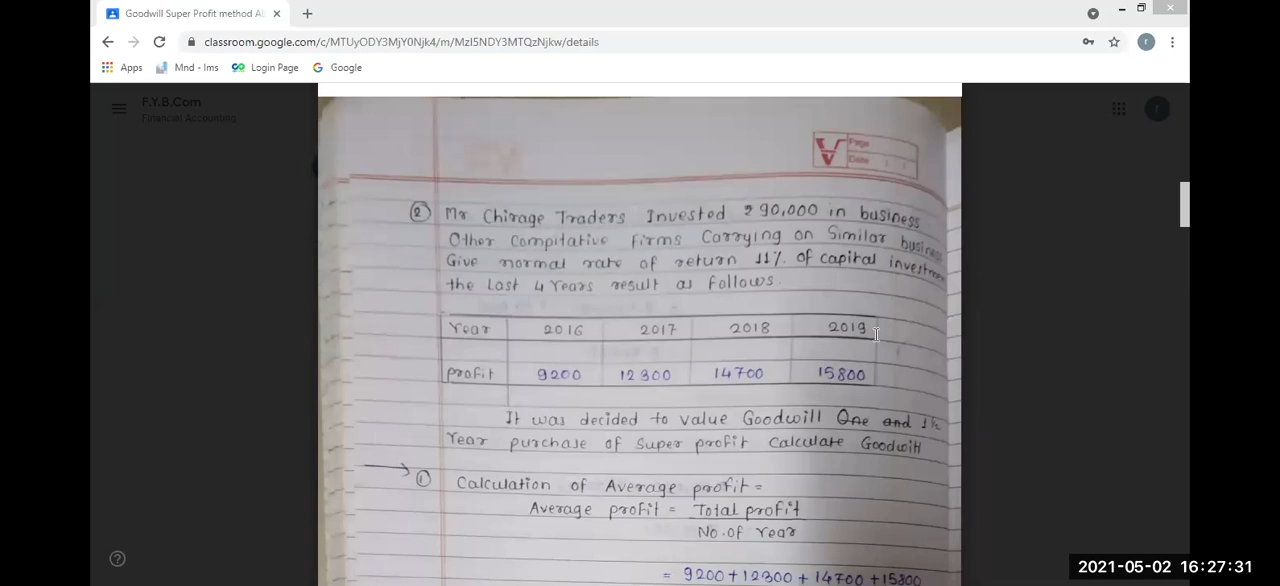 Goodwill Super Profit method Al
classroom.google.com/c/MTUyODY3MjY0Njk4/m/MzI5NDY3MTQzNjkw/details
Apps Mnd - Ims Login Page Google
F.Y.B.Com
Financial Accounting
Page
Date
② Mr Chirage Traders Invested ₹ 90,000 in business
Other Compitative firms Carrying on Similar business
Give normal rate of return 11% of capital investment
the Last 4 Years result as follows.
Year 2016 2017 2018 2019
profit 9200 12300 14700 15800
It was decided to value Goodwill One and
Year purchase of Super profit Calculate Goodwill
① Calculation of Average profit =
Average profit = Total profit
No. of Year
= 9200 + 12300 + 14700 + 15800
2021-05-02 16:27:31